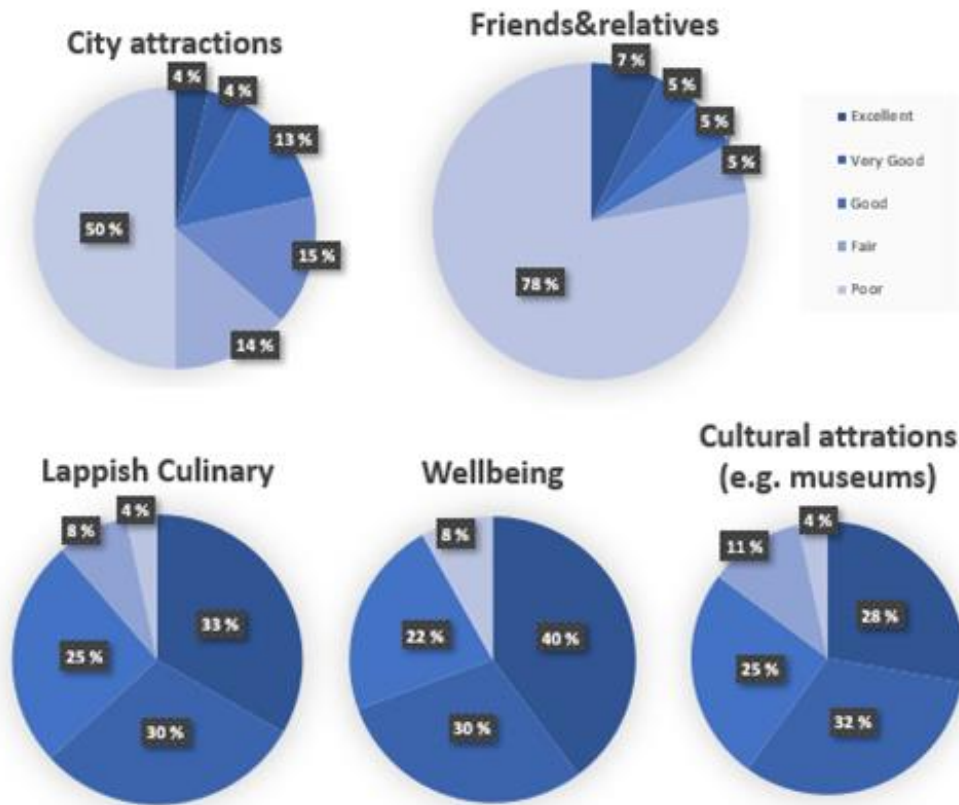 City attractions
4 %
4 %
13 %
15 %
14 %
50 %
Friends&relatives
7 %
5 %
5 %
5 %
78 %
Excellent
Very Good
Good
Fair
Poor
Lappish Culinary
33 %
30 %
25 %
8 %
4 %
Wellbeing
40 %
30 %
22 %
8 %
Cultural attrations
(e.g. museums)
28 %
32 %
25 %
11 %
4 %